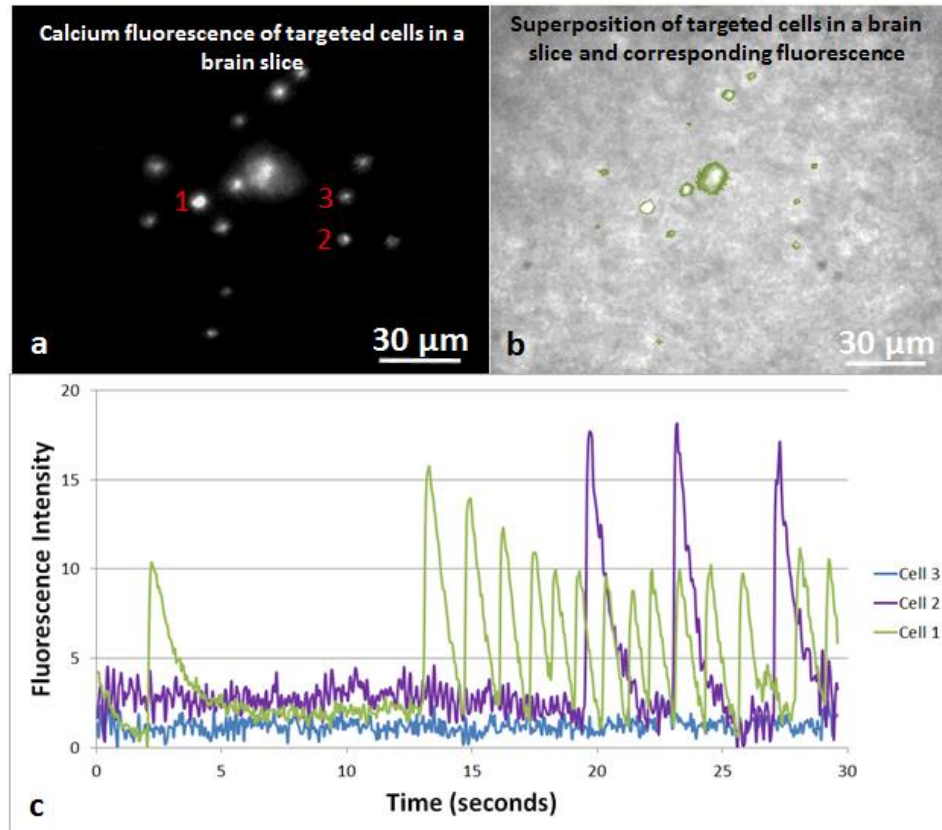 Calcium fluorescence of targeted cells in a
brain slice
1
3
2
a
30 µm
Superposition of targeted cells in a brain
slice and corresponding fluorescence
b
30 µm
20
15
10
5
0
Fluorescence Intensity
0 5 10 15 20 25 30
Time (seconds)
Cell 3
Cell 2
Cell 1
c